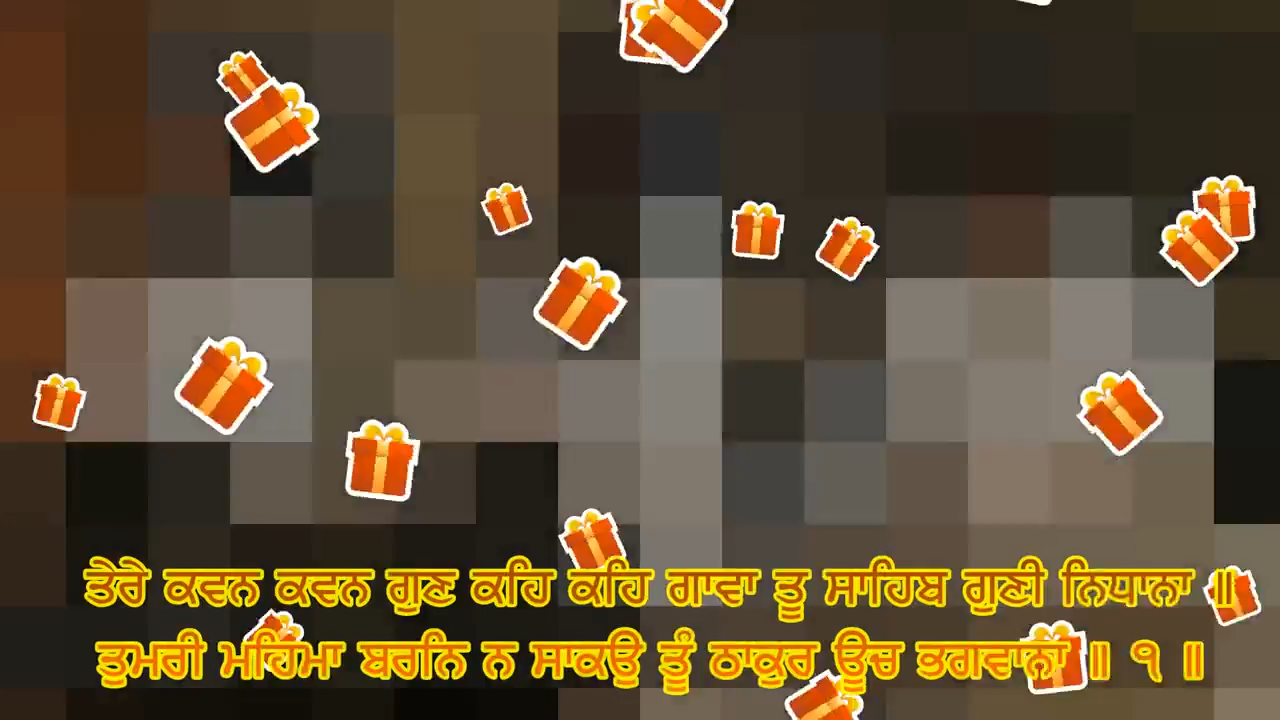 ਤੇਰੇ ਕਵਨ ਕਵਨ ਗੁਣ ਕਹਿ ਕਹਿ ਗਾਵਾ ਤੂ ਸਾਹਿਬ ਗੁਣੀ ਨਿਧਾਨਾ ॥
ਤੁਮਰੀ ਮਹਿਮਾ ਬਰਨਿ ਨ ਸਾਕਉ ਤੂੰ ਠਾਕੁਰ ਊਚ ਭਗਵਾਨਾ ॥ ੧ ॥